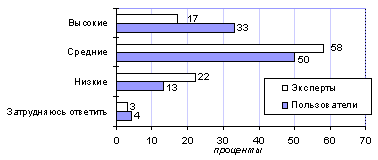 Высокие
17
33
Средние
58
50
Низкие
22
13
Затрудняюсь ответить
3
4
Эксперты
Пользователи
0 10 20 30 40 50 60 70
проценты